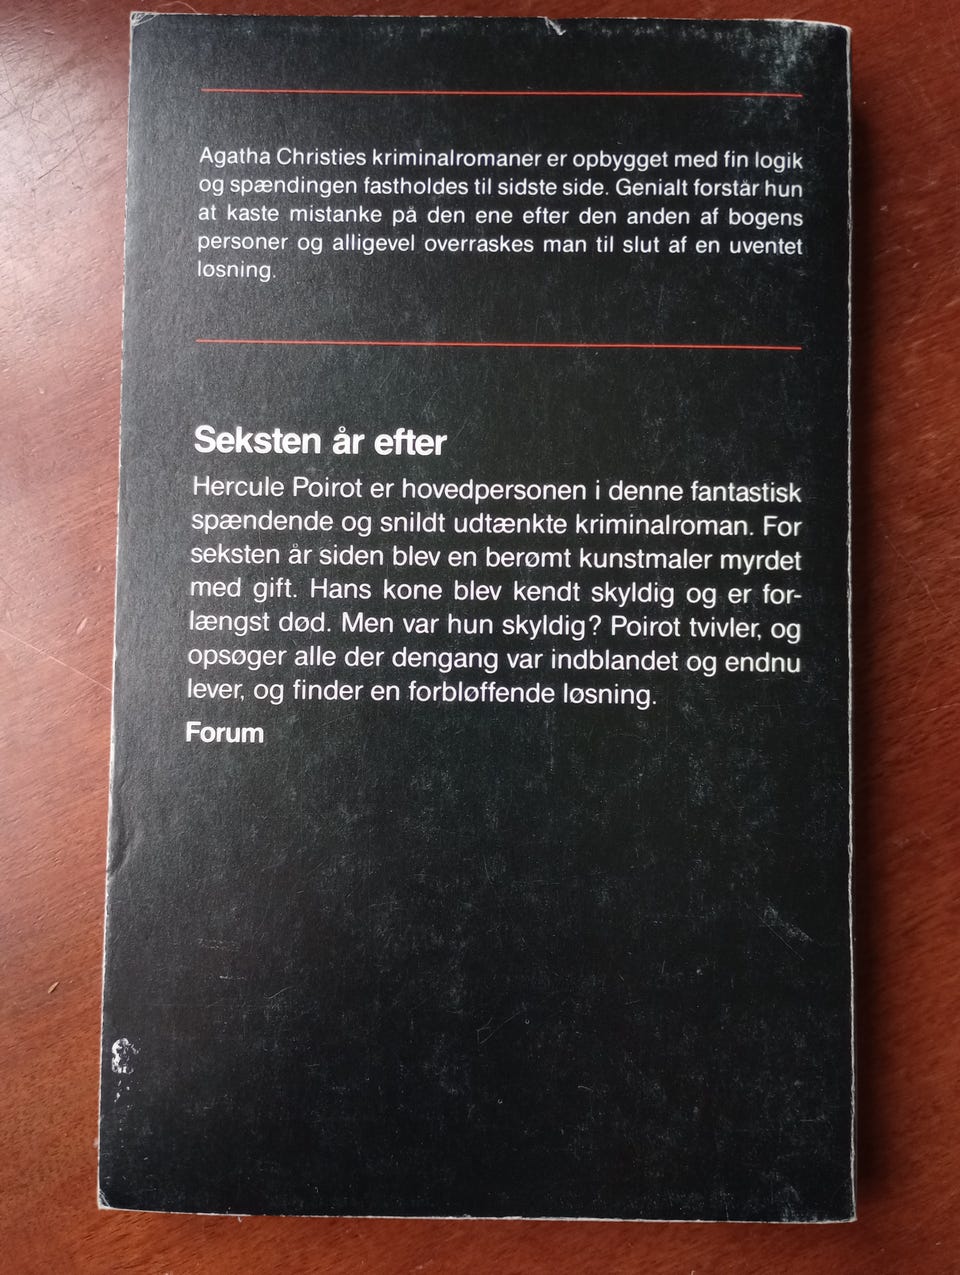 Agatha Christies kriminalromaner er opbygget med fin logik
og spændingen fastholdes til sidste side. Genialt forstår hun
at kaste mistanke på den ene efter den anden af bogens
personer og alligevel overraskes man til slut af en uventet
løsning.
Seksten år efter
Hercule Poirot er hovedpersonen i denne fantastisk
spændende og snildt udtænkte kriminalroman. For
seksten år siden blev en berømt kunstmaler myrdet
med gift. Hans kone blev kendt skyldig og er for-
længst død. Men var hun skyldig? Poirot tvivler, og
opsøger alle der dengang var indblandet og endnu
lever, og finder en forbløffende løsning.
Forum